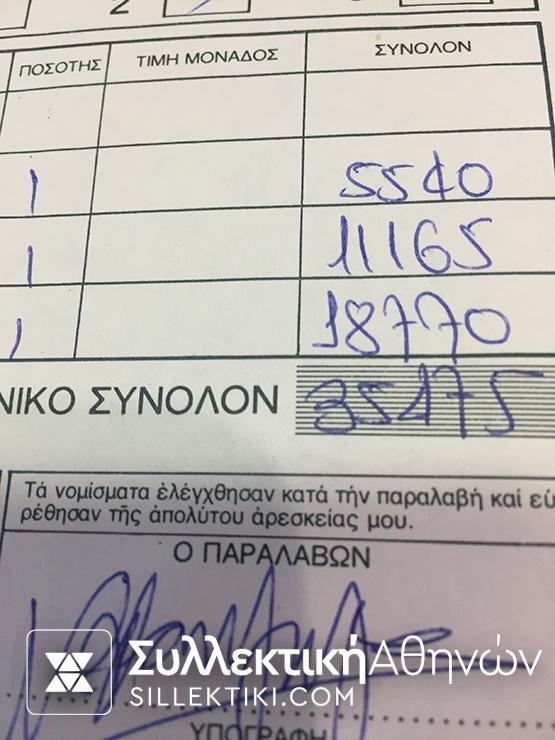 2
ΠΟΣΟΤΗΣ ΤΙΜΗ ΜΟΝΑΔΟΣ ΣΥΝΟΛΟΝ
1 5540
1 11165
1 18770
ΝΙΚΟ ΣΥΝΟΛΟΝ 35475
Τά νομίσματα ἐλέγχθησαν κατά τήν παραλαβή καί εὑ
ρέθησαν τῆς ἀπολύτου ἀρεσκείας μου.
Ο ΠΑΡΑΛΑΒΩΝ
ΣυλλεκτικήΑθηνών
SILLEKTIKI.COM
ΥΠΟΓΡΑΦΗ